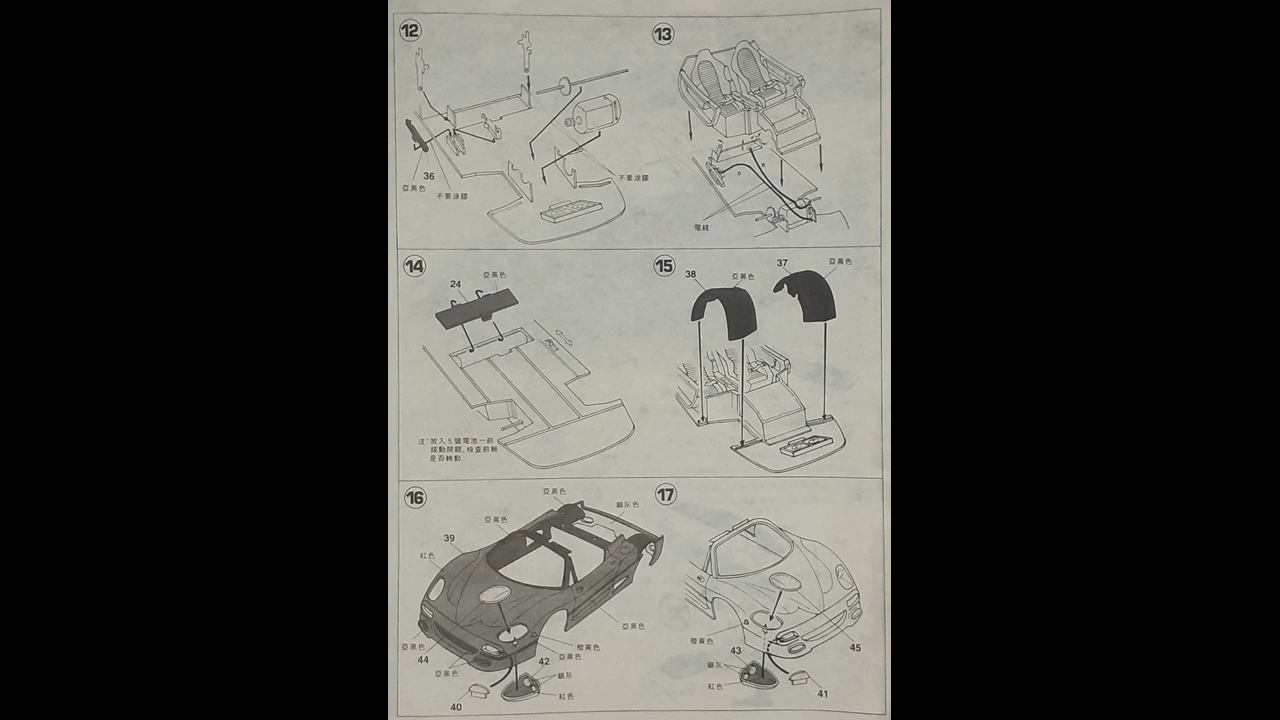 12
36
亞黑色
不要涂膠
不要涂膠
13
電綫
14
24
亞黑色
注:放入5號電池一節
撥動開關,檢查前軸
是否轉動
15
38
亞黑色
37
亞黑色
16
亞黑色
銀灰色
亞黑色
39
紅色
亞黑色
橙黃色
亞黑色
亞黑色
44
亞黑色
42
銀灰
紅色
40
17
橙黃色
45
43
銀灰
紅色
41